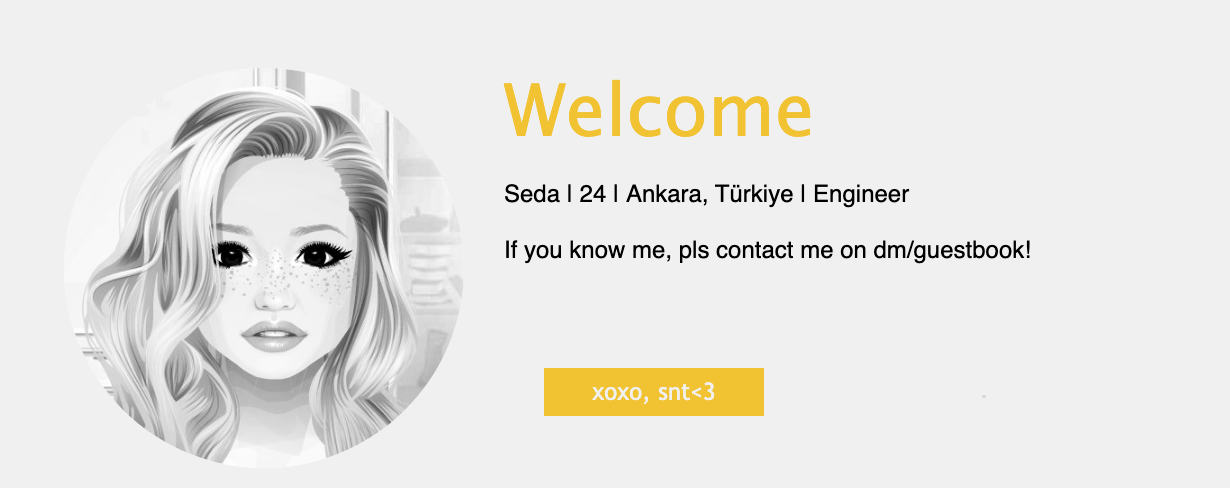 Welcome
Seda | 24 | Ankara, Türkiye | Engineer
If you know me, pls contact me on dm/guestbook!
xoxo, snt<3